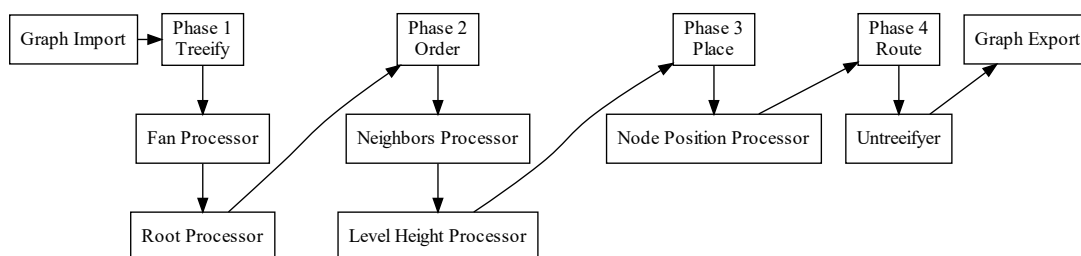 Graph Import
Phase 1
Treeify
Fan Processor
Root Processor
Phase 2
Order
Neighbors Processor
Level Height Processor
Phase 3
Place
Node Position Processor
Phase 4
Route
Untreeifyer
Graph Export